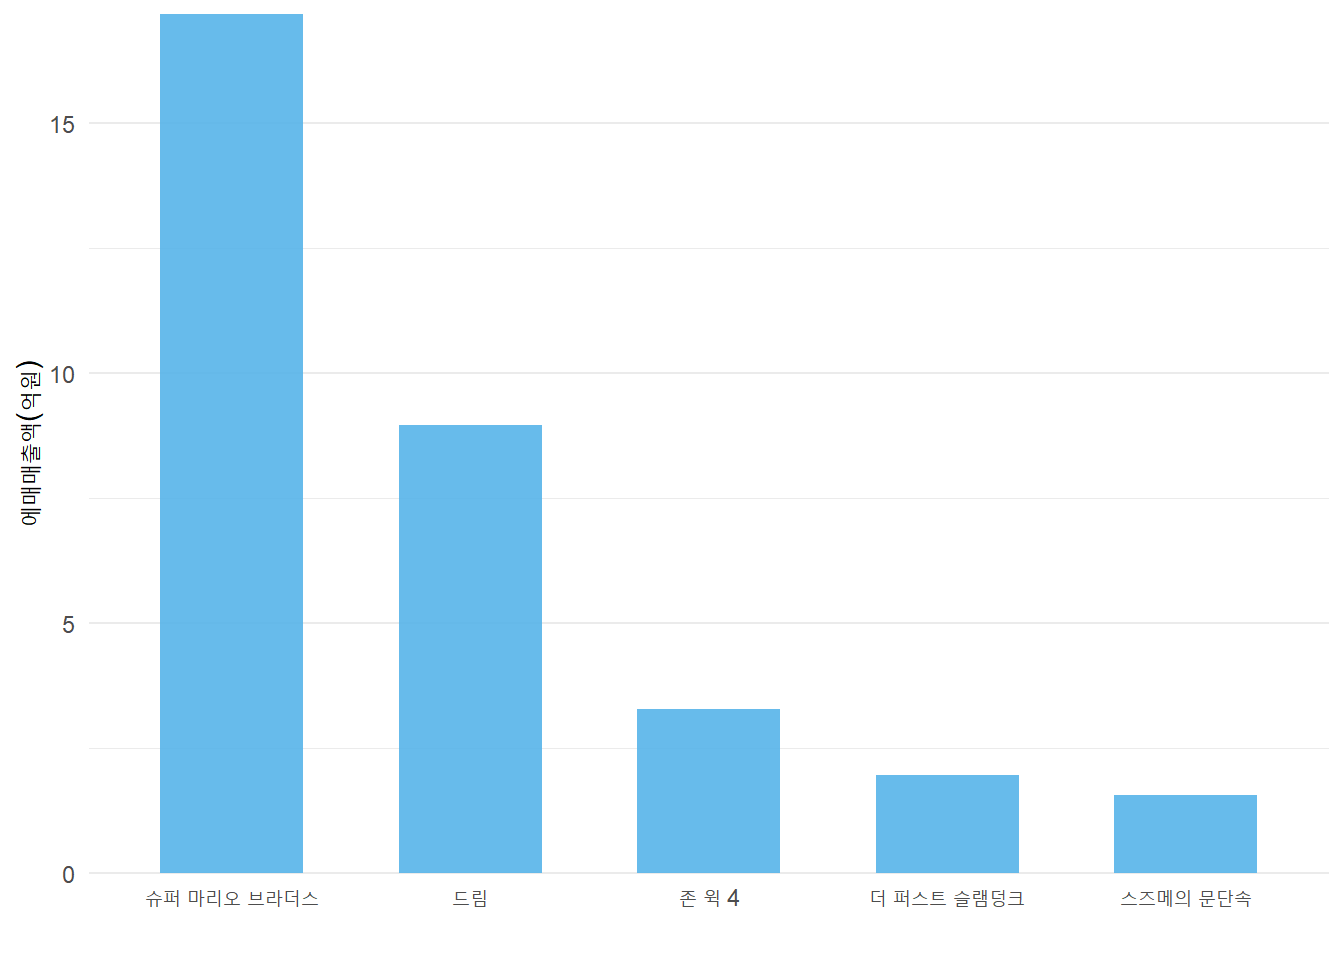 15
10
5
0
에매매출액(억원)
슈퍼 마리오 브라더스
드림
존 윅 4
더 퍼스트 슬램덩크
스즈메의 문단속